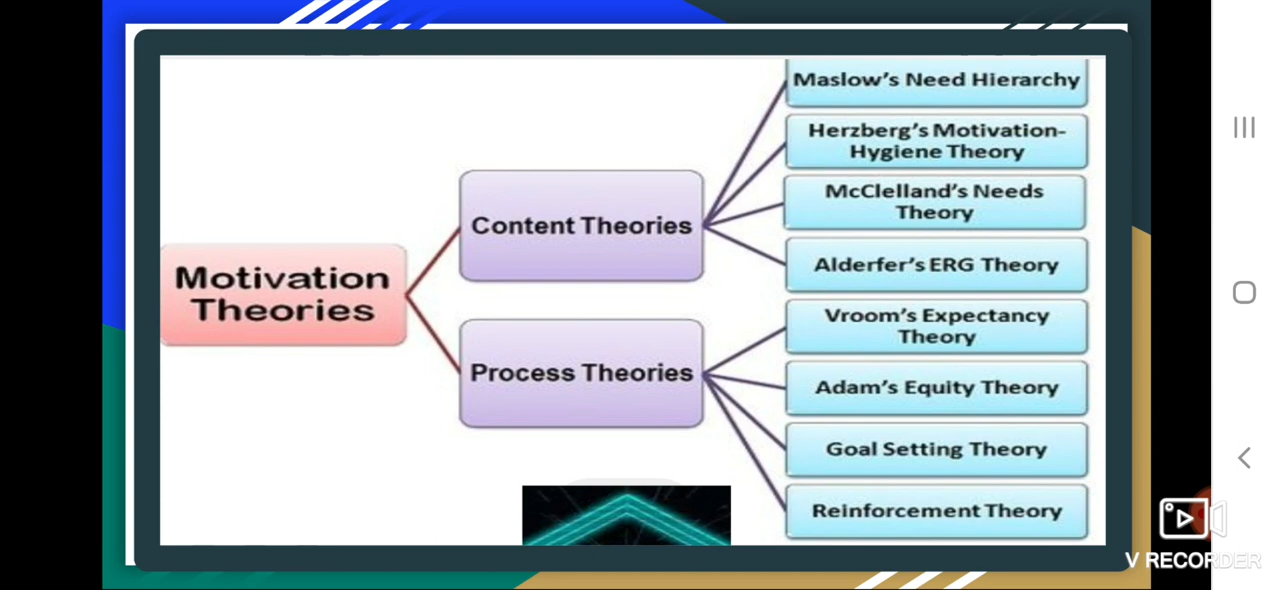 Motivation
Theories
Content Theories
Process Theories
Maslow's Need Hierarchy
Herzberg's Motivation-
Hygiene Theory
McClelland's Needs
Theory
Alderfer's ERG Theory
Vroom's Expectancy
Theory
Adam's Equity Theory
Goal Setting Theory
Reinforcement Theory
V RECORDER